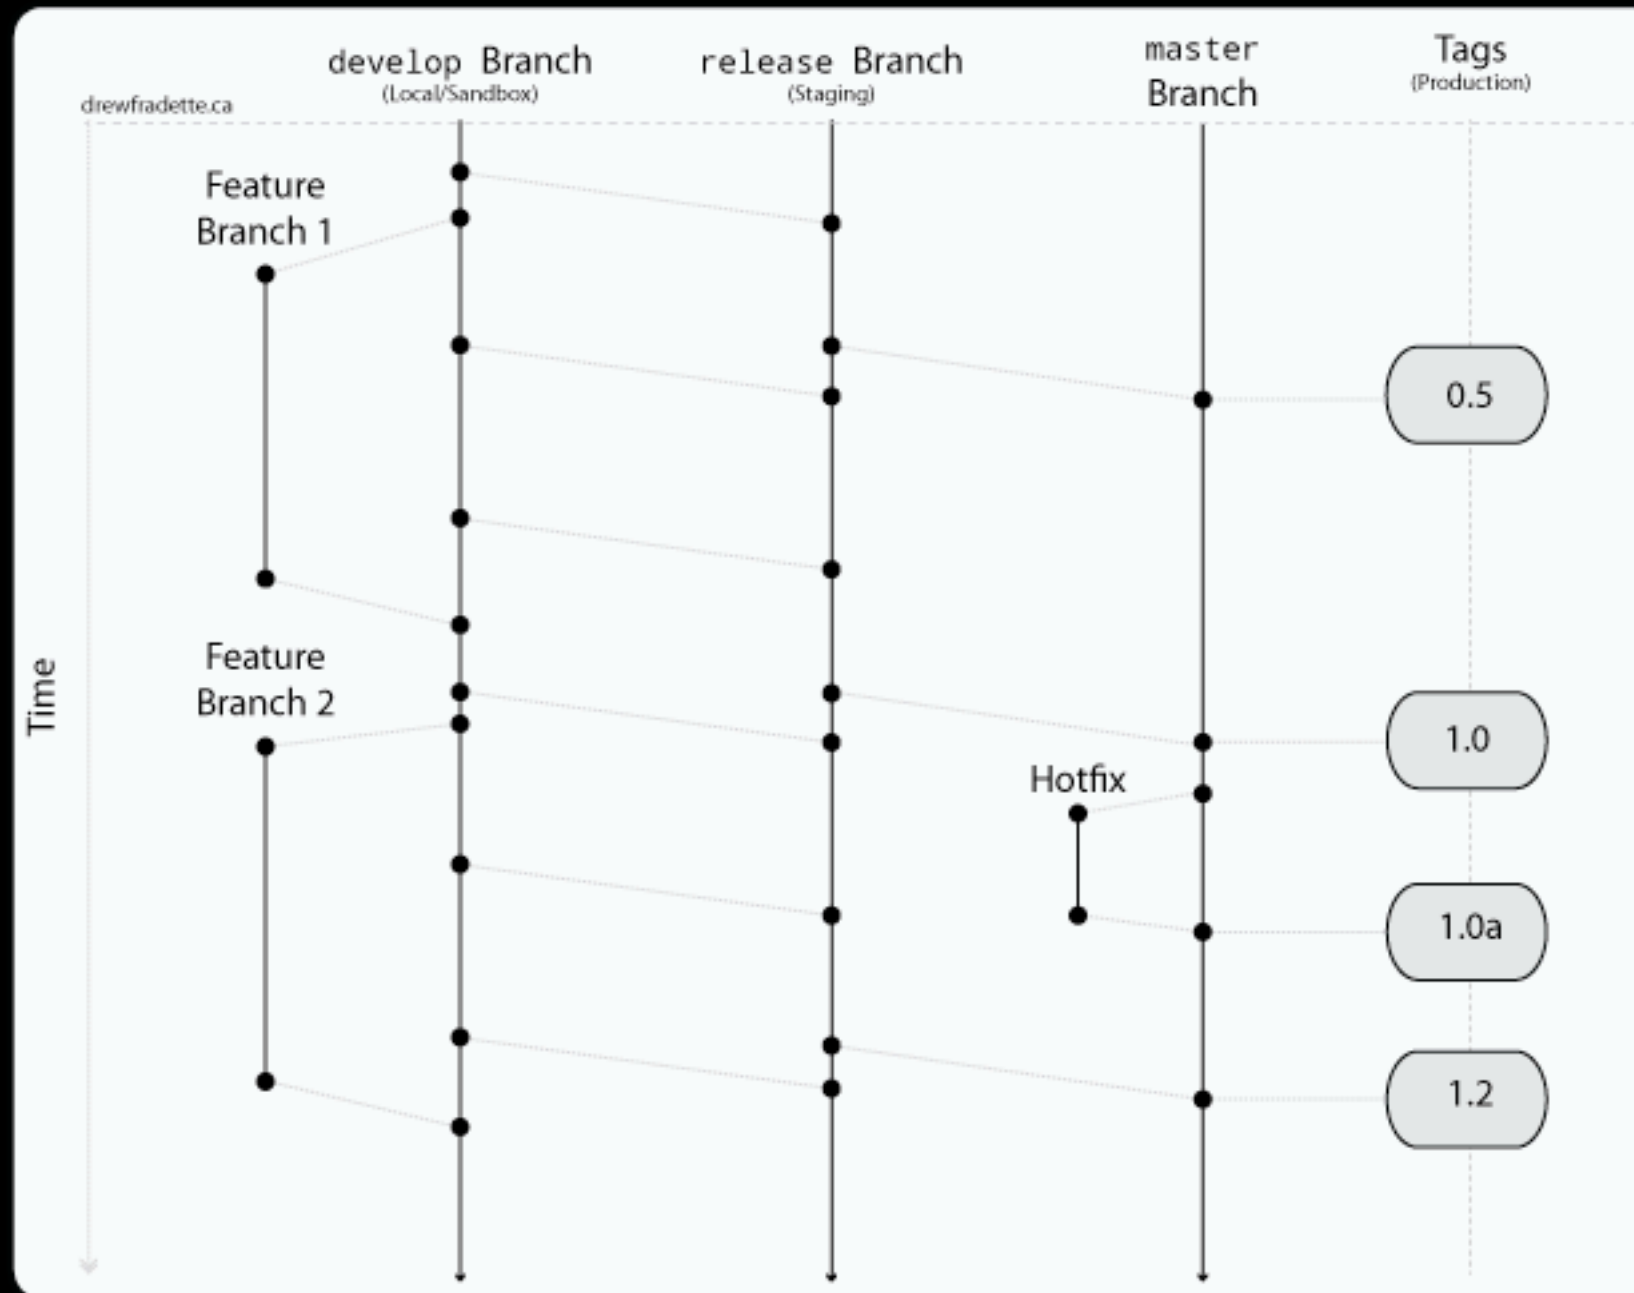 develop Branch
(Local/Sandbox)
release Branch
(Staging)
master
Branch
Tags
(Production)
drewfradette.ca
Feature
Branch 1
0.5
Feature
Branch 2
Time
1.0
Hotfix
1.0a
1.2